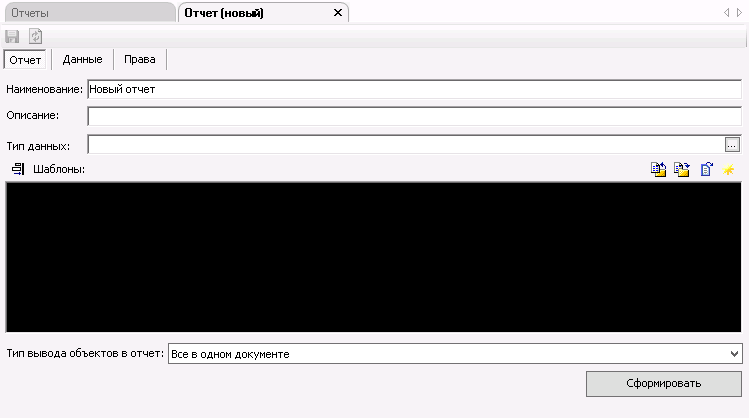 Отчеты
Отчет (новый)
Отчет Данные Права
Наименование: Новый отчет
Описание:
Тип данных: ...
Шаблоны:
Тип вывода объектов в отчет: Все в одном документе
Сформировать